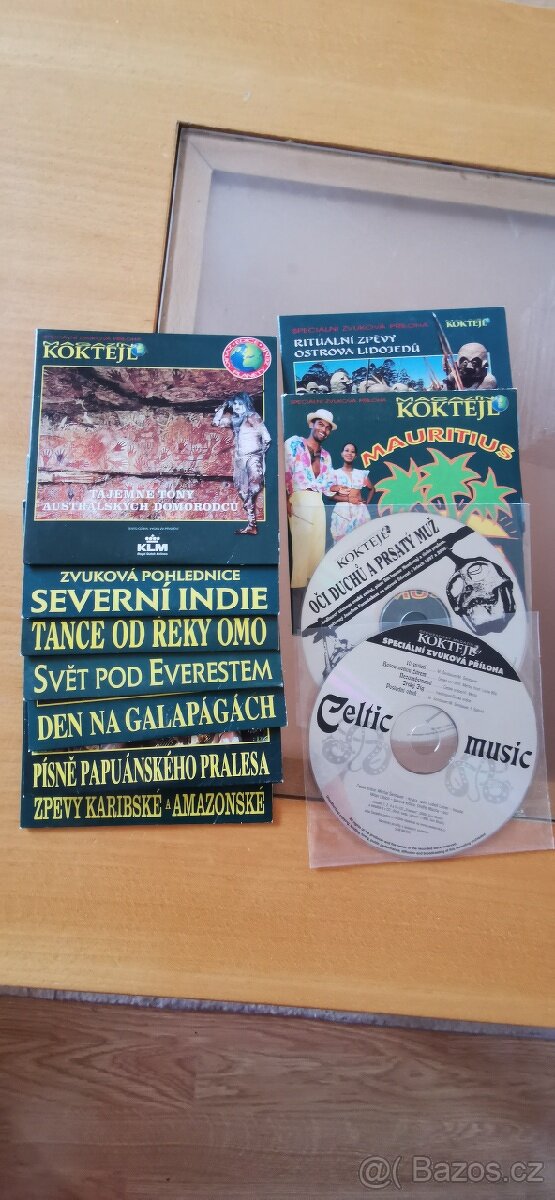 MAGAZÍN
KOKTEJL
TAJEMNÉ TÓNY
AUSTRALSKÝCH DOMORODCŮ
KLM
ZVUKOVÁ POHLEDNICE
SEVERNÍ INDIE
TANCE OD ŘEKY OMO
SVĚT POD EVERESTEM
DEN NA GALAPÁGÁCH
PÍSNĚ PAPUÁNSKÉHO PRALESA
ZPĚVY KARIBSKÉ A AMAZONSKÉ
SPECIÁLNÍ ZVUKOVÁ PŘÍLOHA
KOKTEJL
RITUÁLNÍ ZPĚVY
OSTROVA LIDOJEDŮ
SPECIÁLNÍ ZVUKOVÁ PŘÍLOHA
MAGAZÍN
KOKTEJL
MAURITIUS
KOKTEJL
OČI DUCHŮ A PRSATÝ MUŽ
KOKTEJL
SPECIÁLNÍ ZVUKOVÁ PŘÍLOHA
Celtic
music
@( Bazos.cz